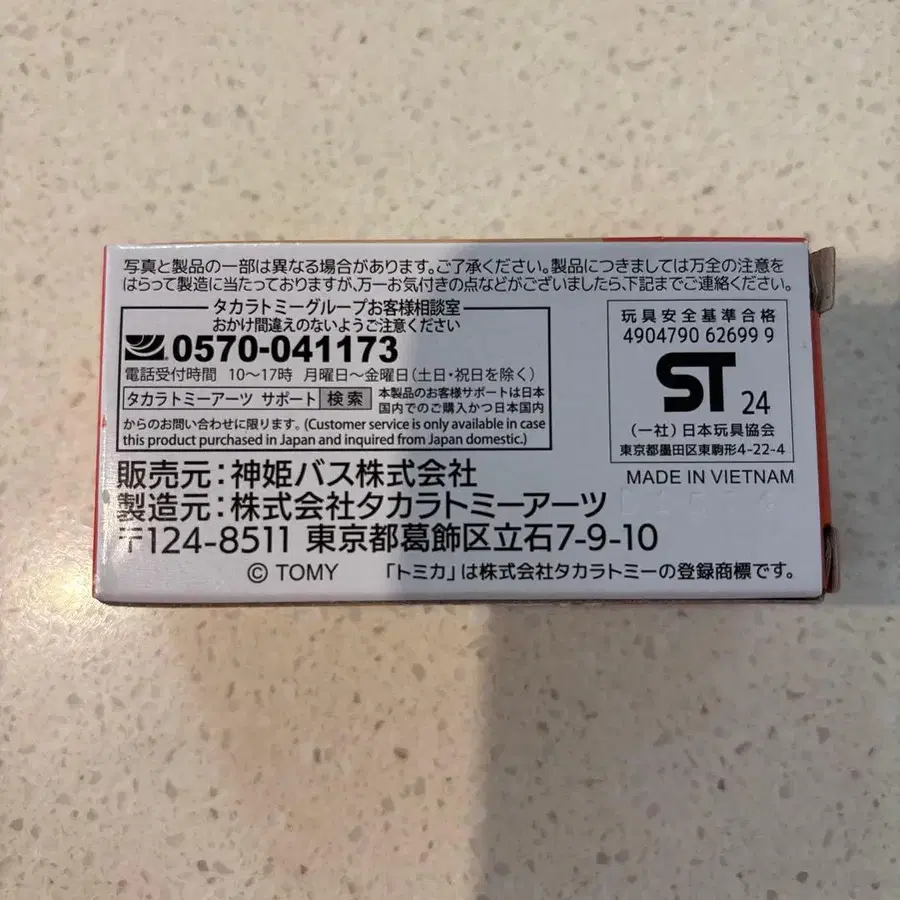 写真と製品の一部は異なる場合があります。ご了承ください。製品につきましては万全の注意を
はらって製造に当たっておりますが、万一お気付きの点などがございましたら、下記までご連絡ください。
タカラトミーグループお客様相談室
おかけ間違えのないようご注意ください
0570-041173
電話受付時間 10〜17時 月曜日〜金曜日(土日・祝日を除く)
タカラトミーアーツ サポート 検索
本製品のお客様サポートは日本
国内でのご購入かつ日本国内
からのお問い合わせに限ります。(Customer service is only available in case
this product purchased in Japan and inquired from Japan domestic.)
玩具安全基準合格
4904790 62699 9
ST 24
(一社)日本玩具協会
東京都墨田区東駒形4-22-4
MADE IN VIETNAM
販売元:神姫バス株式会社
製造元:株式会社タカラトミーアーツ
〒124-8511 東京都葛飾区立石7-9-10
© TOMY 「トミカ」は株式会社タカラトミーの登録商標です。